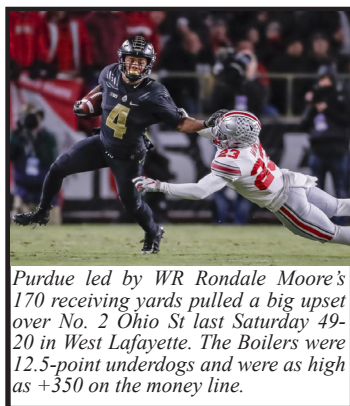 4
23
Purdue led by WR Rondale Moore's
170 receiving yards pulled a big upset
over No. 2 Ohio St last Saturday 49-
20 in West Lafayette. The Boilers were
12.5-point underdogs and were as high
as +350 on the money line.